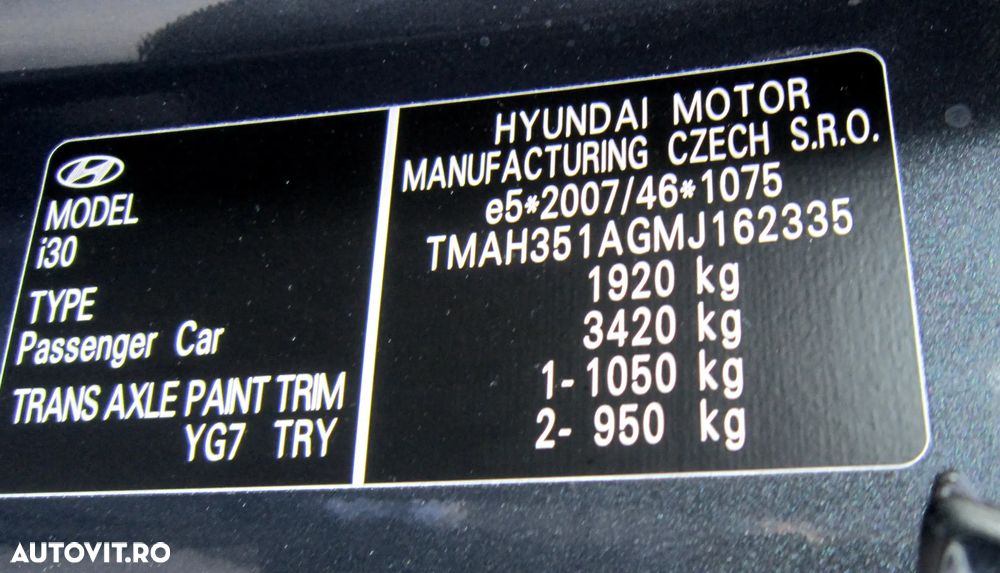 MODEL
i30
TYPE
Passenger Car
TRANS AXLE PAINT TRIM
YG7 TRY
HYUNDAI MOTOR
MANUFACTURING CZECH S.R.O.
e5*2007/46*1075
TMAH351AGMJ162335
1920 kg
3420 kg
1- 1050 kg
2- 950 kg
AUTOVIT.RO